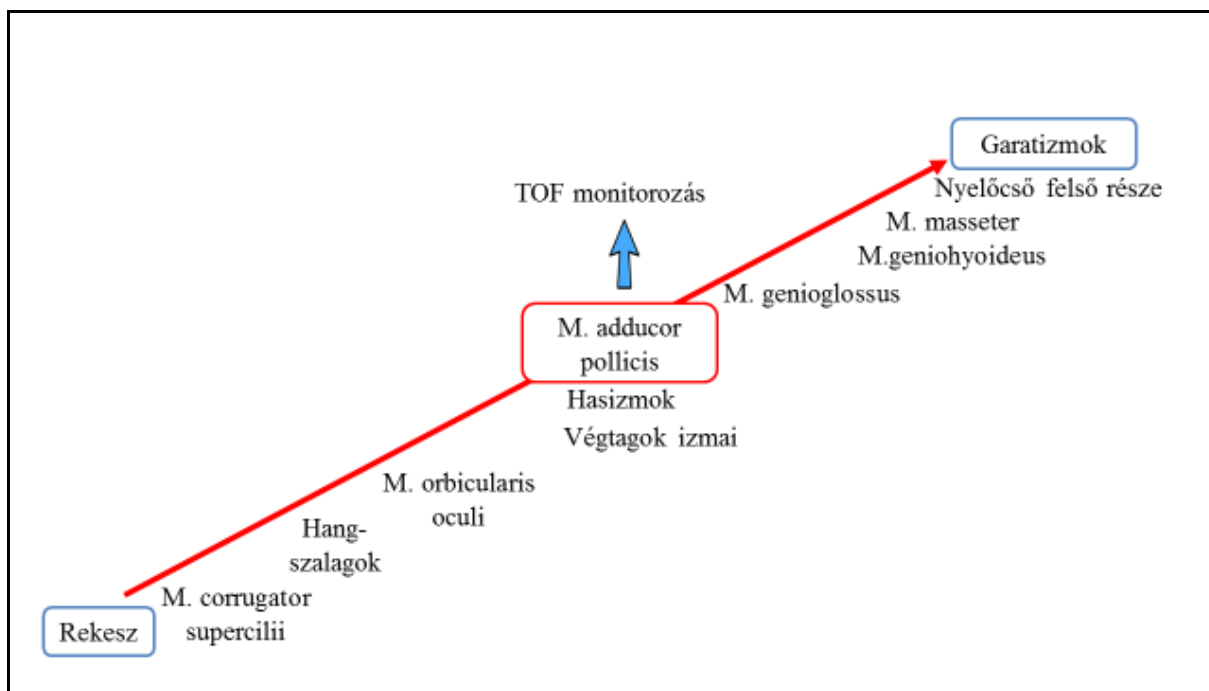 Garatizmok
Nyelőcső felső része
TOF monitorozás
M. masseter
M.geniohyoideus
M. genioglossus
M. adducor
pollicis
Hasizmok
Végtagok izmai
M. orbicularis
oculi
Hang-
szalagok
M. corrugator
supercilii
Rekesz